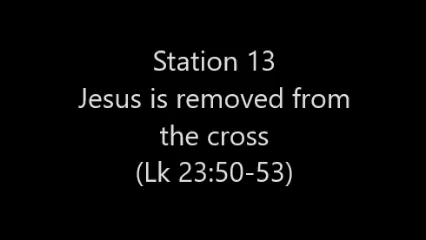 Station 13
Jesus is removed from
the cross
(Lk 23:50-53)